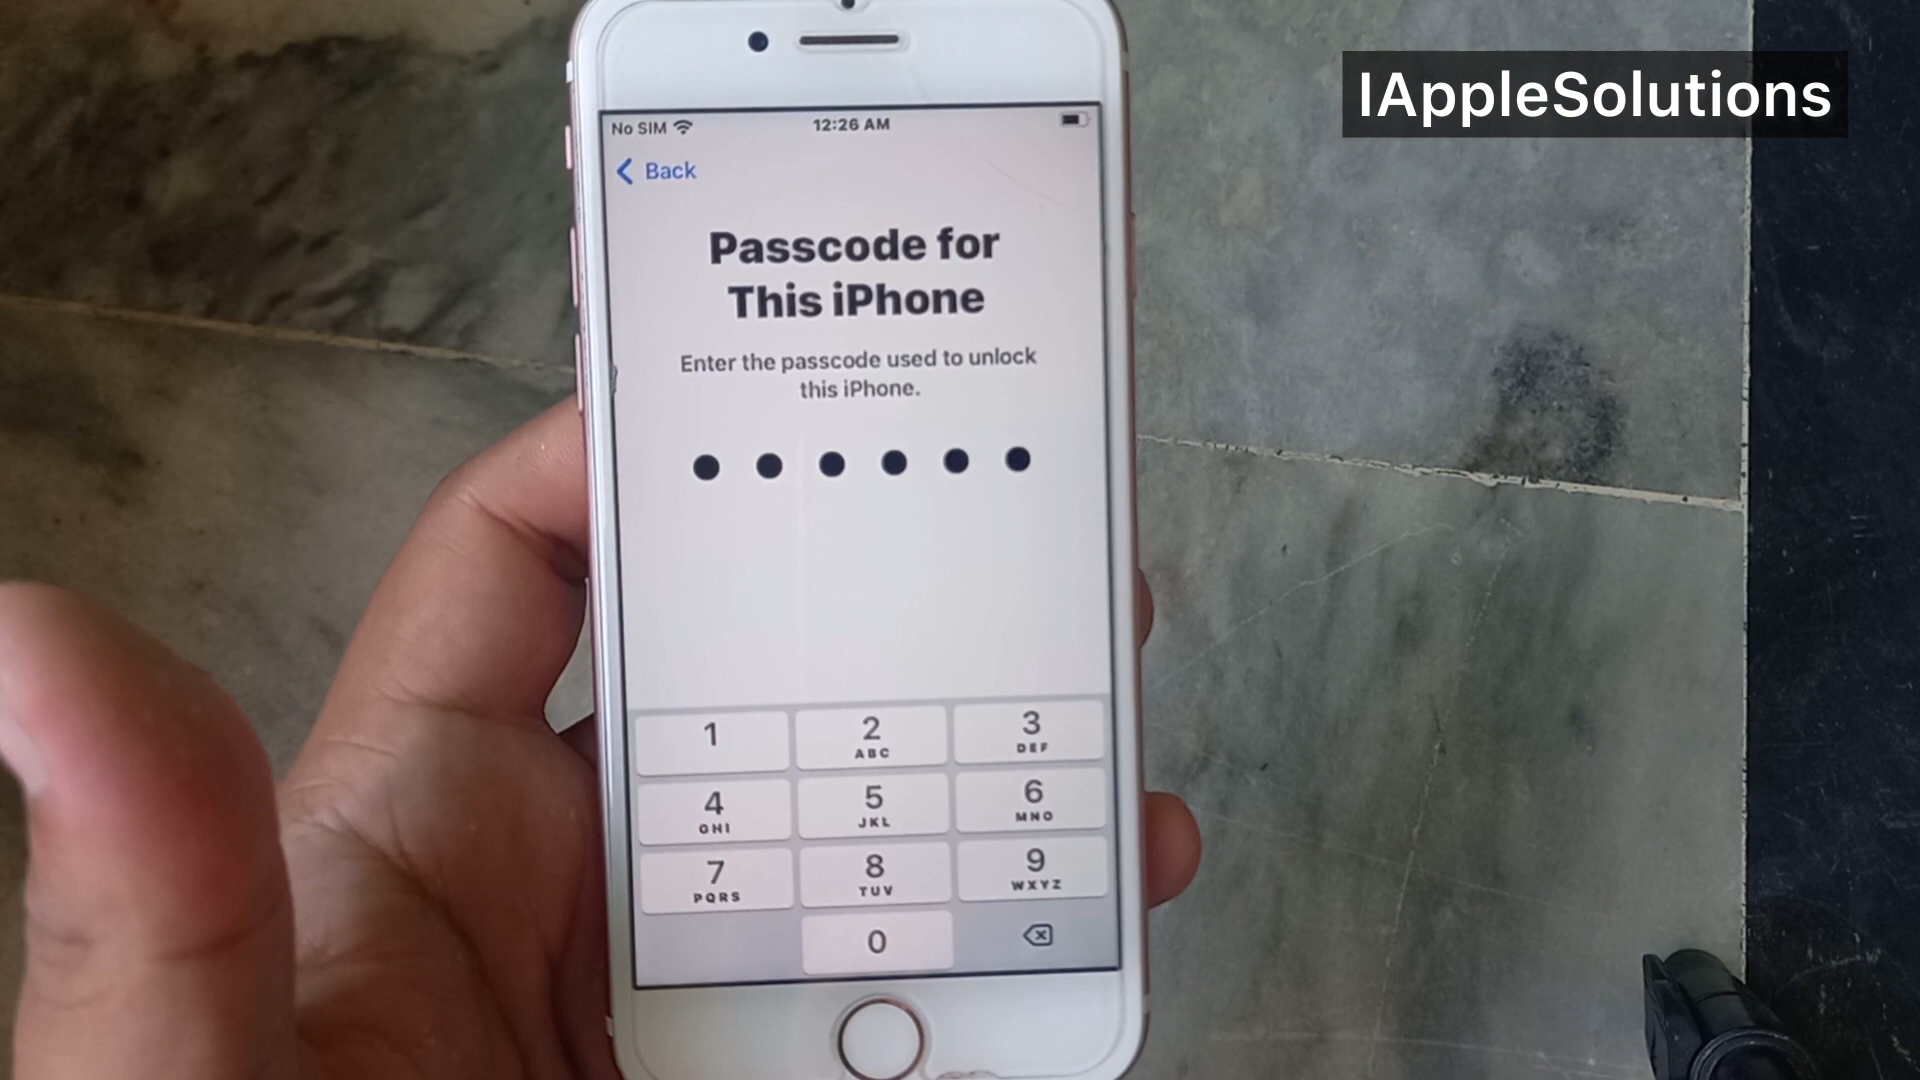 IAppleSolutions
No SIM 12:26 AM
Back
Passcode for
This iPhone
Enter the passcode used to unlock
this iPhone.
1 2 3
ABC DEF
4 5 6
GHI JKL MNO
7 8 9
PQRS TUV WXYZ
0